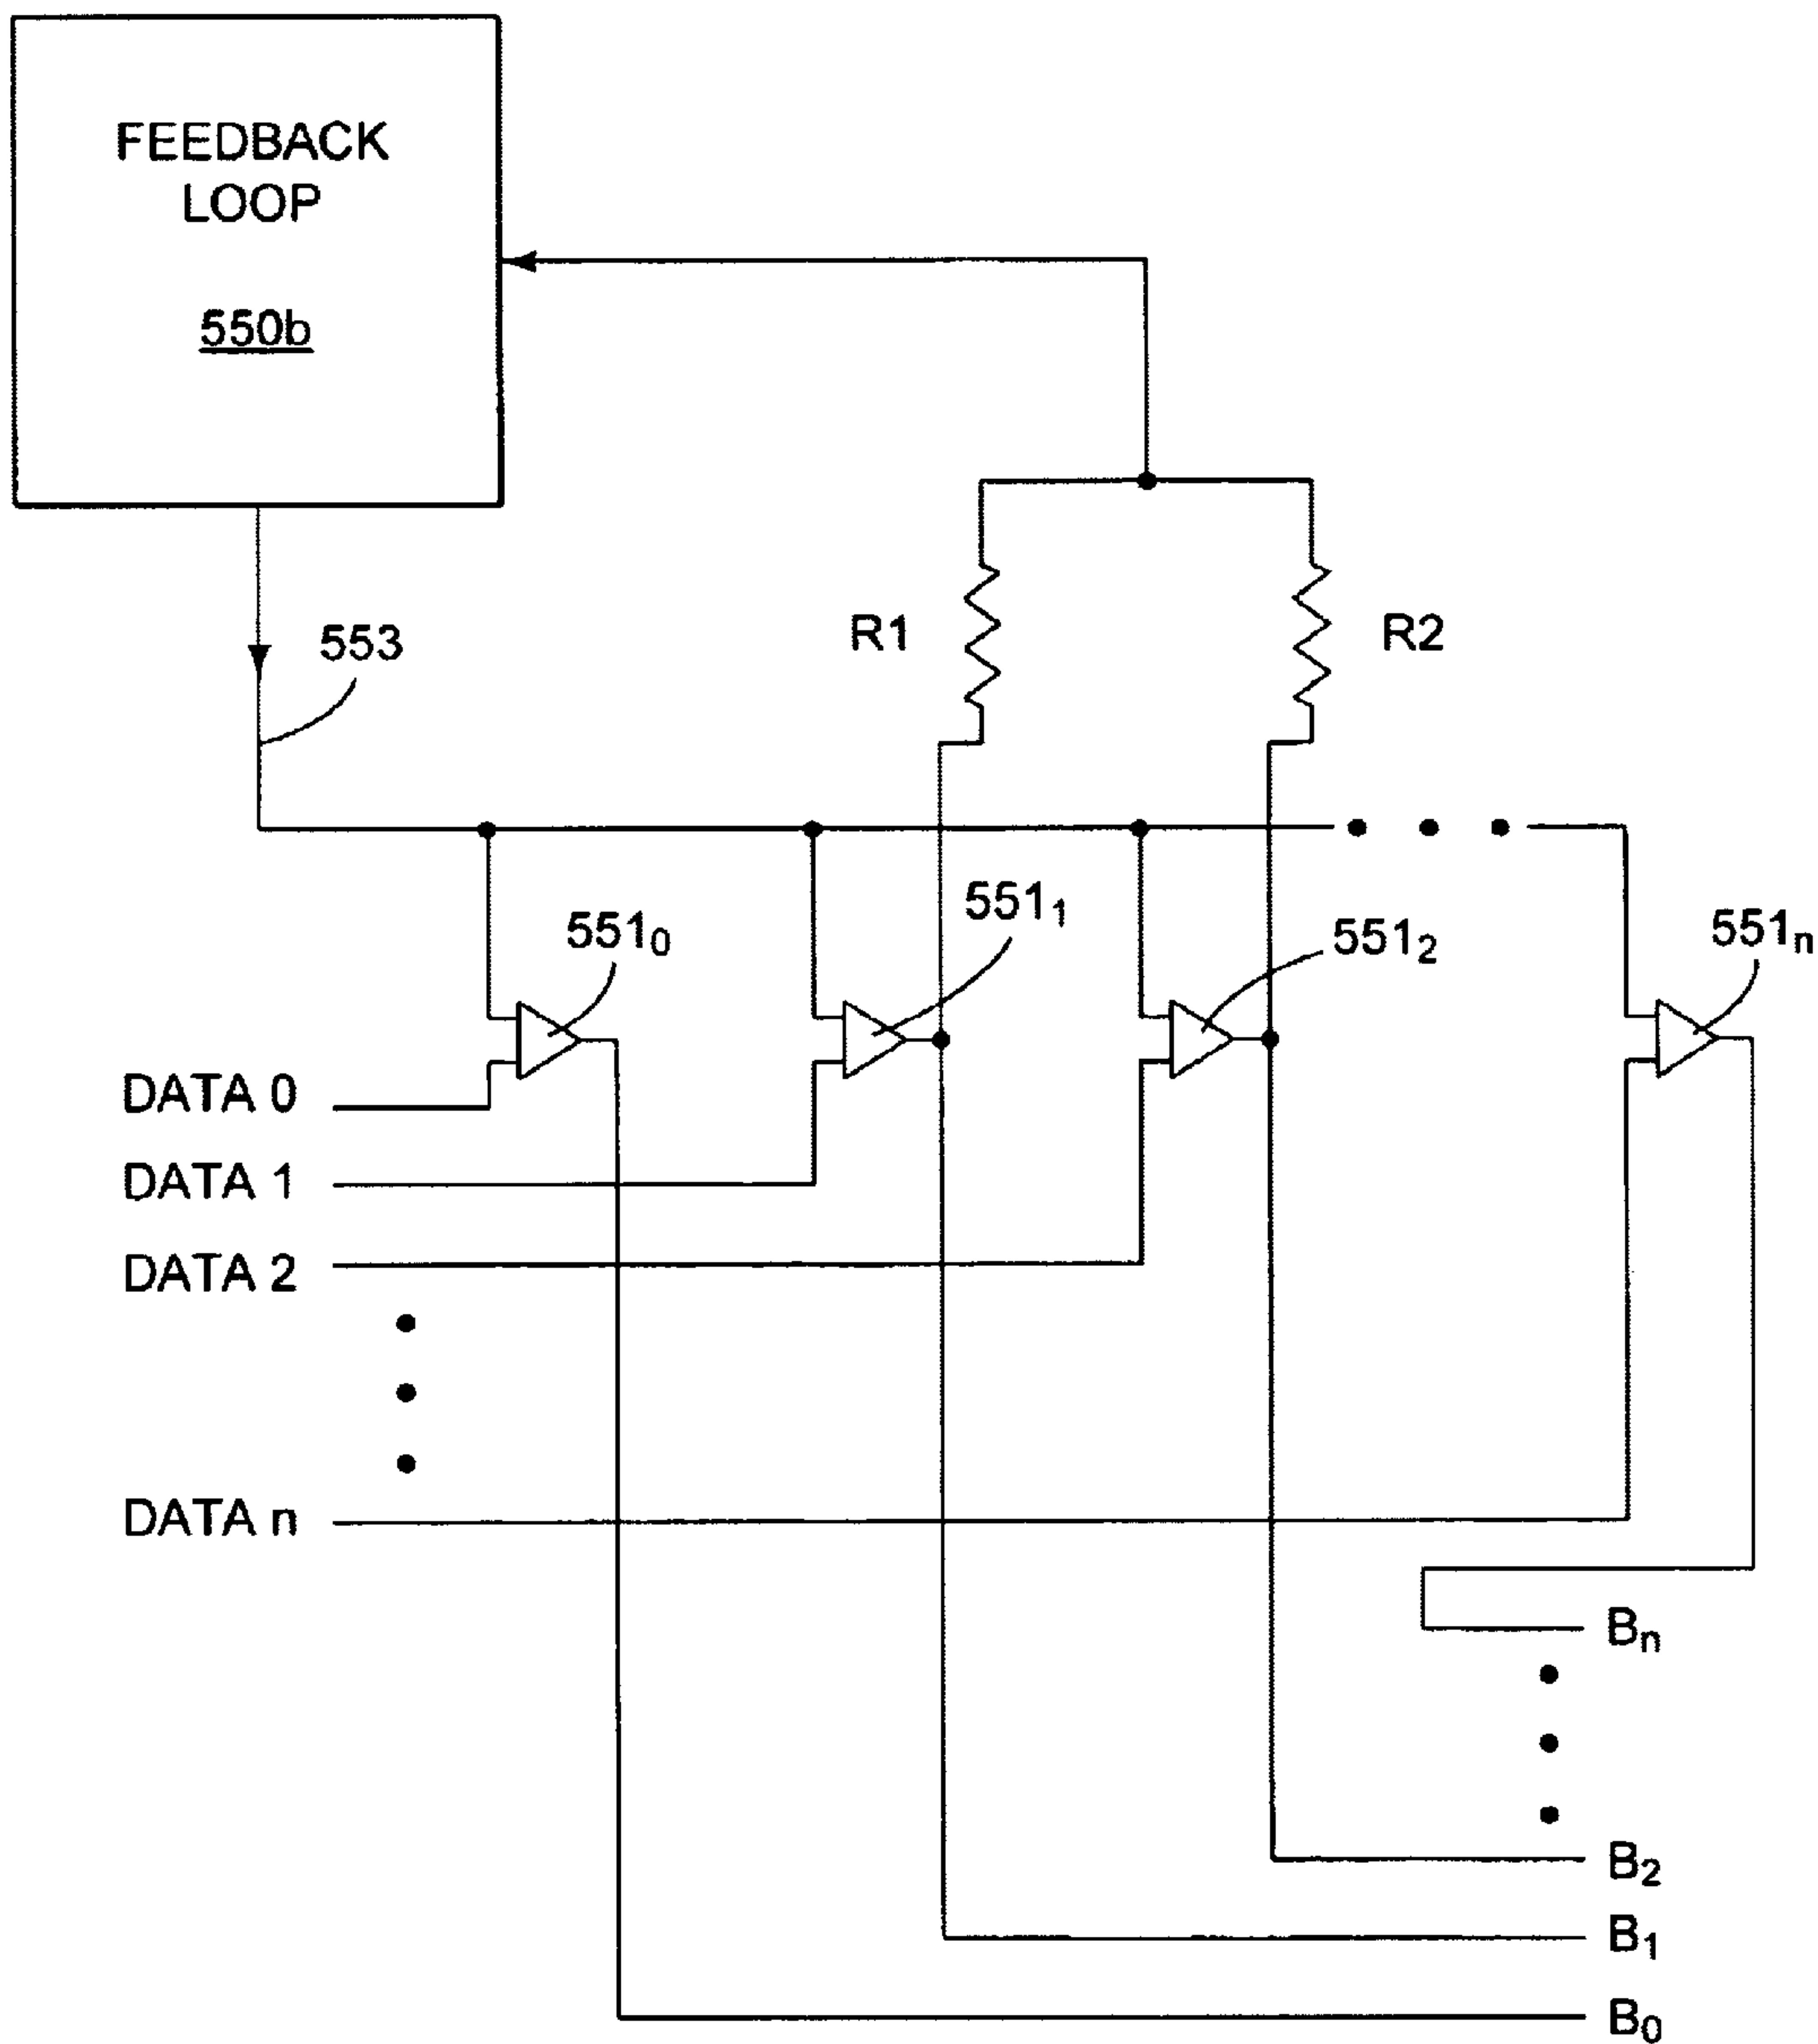 FEEDBACK
LOOP
550b
553
R1
R2
551₀
551₁
551₂
551ₙ
DATA 0
DATA 1
DATA 2
DATA n
Bₙ
B₂
B₁
B₀